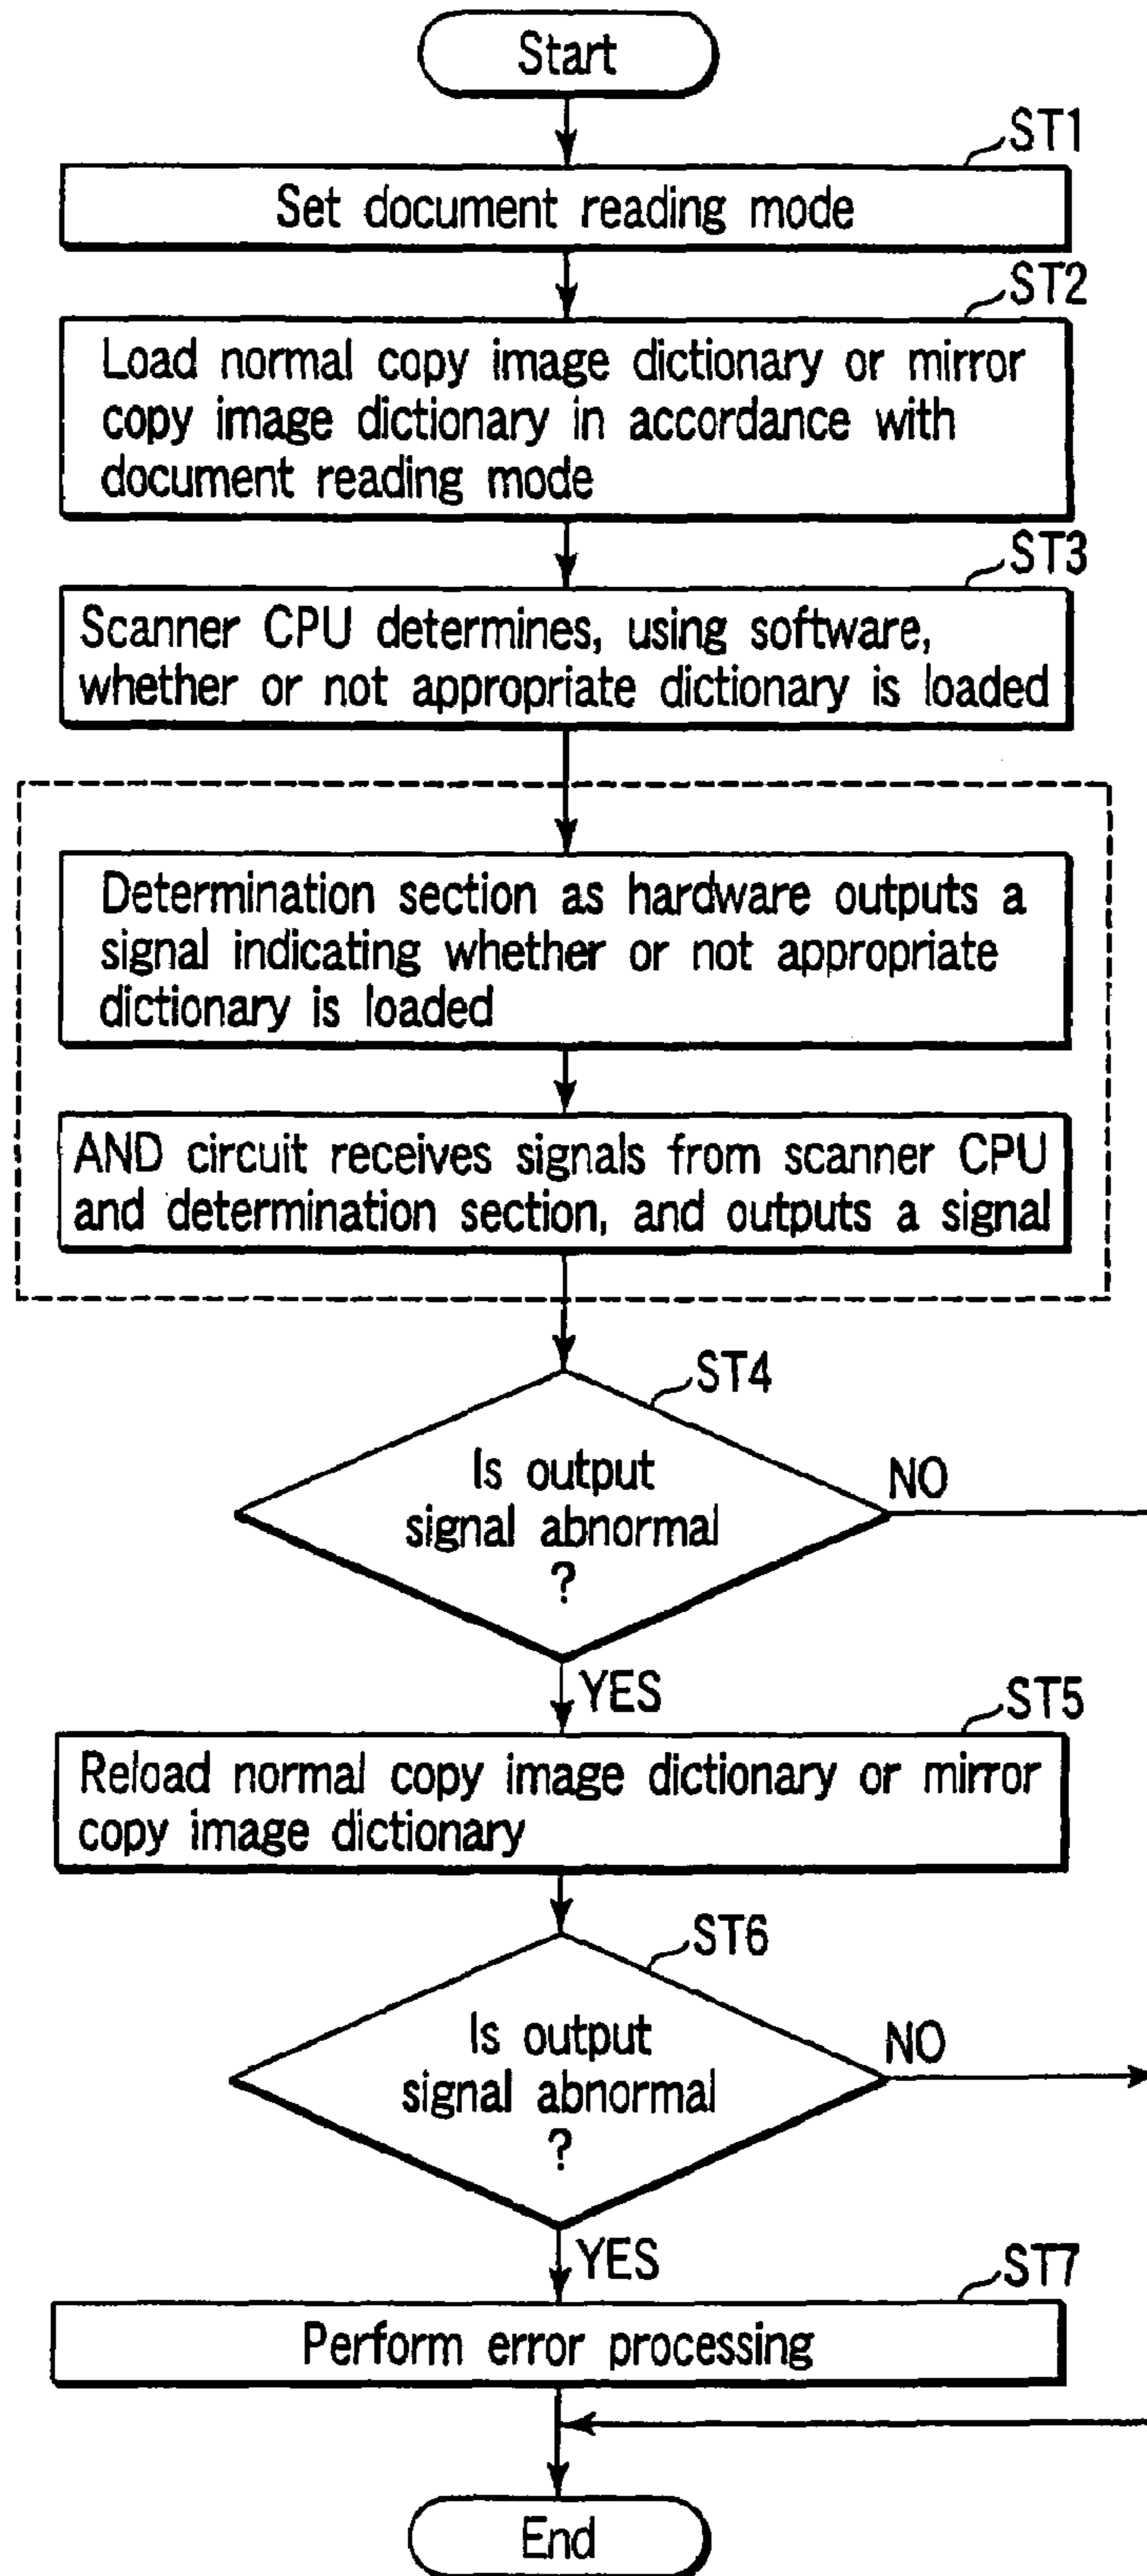 Start
ST1
Set document reading mode
ST2
Load normal copy image dictionary or mirror
copy image dictionary in accordance with
document reading mode
ST3
Scanner CPU determines, using software,
whether or not appropriate dictionary is loaded
Determination section as hardware outputs a
signal indicating whether or not appropriate
dictionary is loaded
AND circuit receives signals from scanner CPU
and determination section, and outputs a signal
ST4
Is output
signal abnormal
?
NO
YES
ST5
Reload normal copy image dictionary or mirror
copy image dictionary
ST6
Is output
signal abnormal
?
NO
YES
ST7
Perform error processing
End